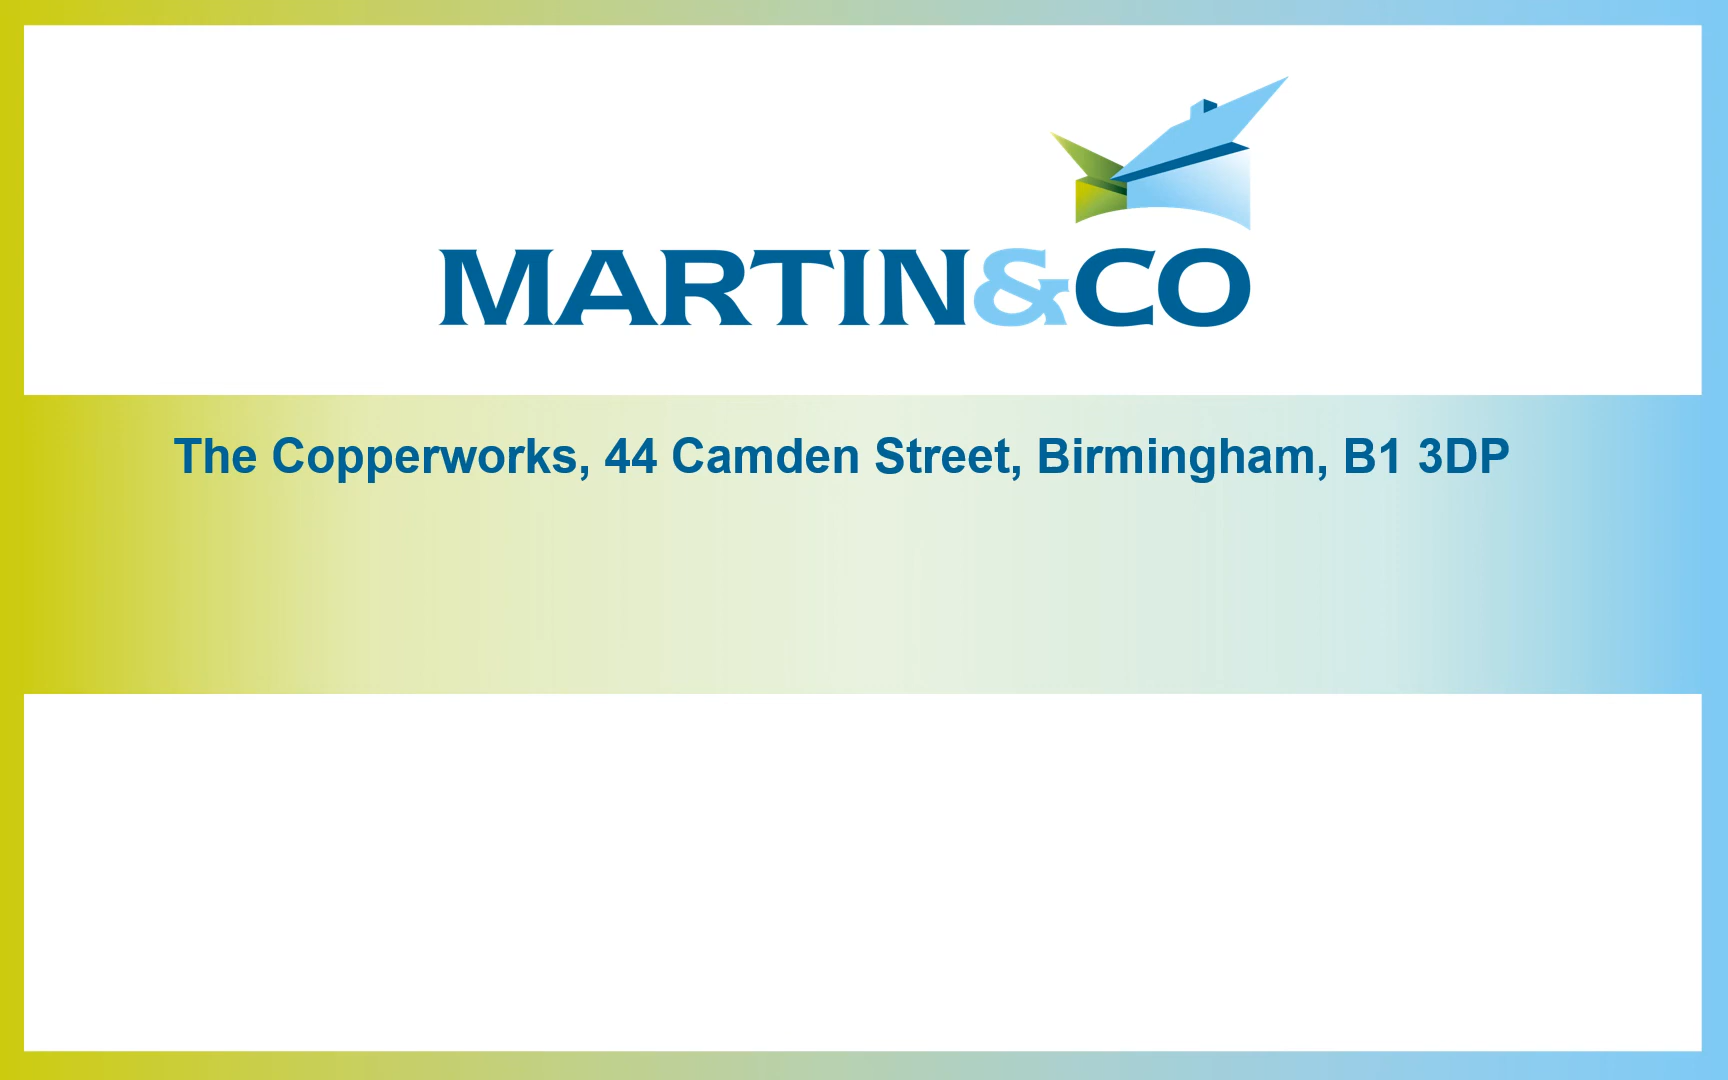 MARTIN&CO
The Copperworks, 44 Camden Street, Birmingham, B1 3DP